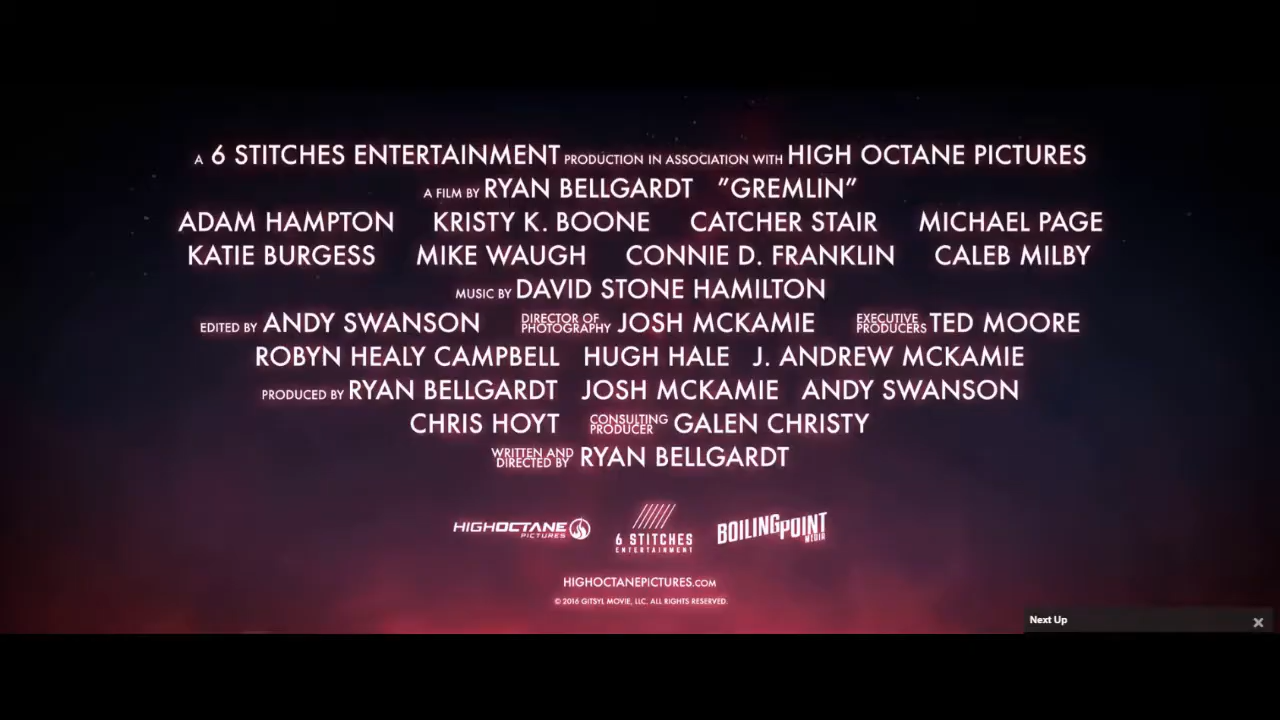 A 6 STITCHES ENTERTAINMENT PRODUCTION IN ASSOCIATION WITH HIGH OCTANE PICTURES
A FILM BY RYAN BELLGARDT "GREMLIN"
ADAM HAMPTON KRISTY K. BOONE CATCHER STAIR MICHAEL PAGE
KATIE BURGESS MIKE WAUGH CONNIE D. FRANKLIN CALEB MILBY
MUSIC BY DAVID STONE HAMILTON
EDITED BY ANDY SWANSON DIRECTOR OF PHOTOGRAPHY JOSH MCKAMIE EXECUTIVE PRODUCERS TED MOORE
ROBYN HEALY CAMPBELL HUGH HALE J. ANDREW MCKAMIE
PRODUCED BY RYAN BELLGARDT JOSH MCKAMIE ANDY SWANSON
CHRIS HOYT CONSULTING PRODUCER GALEN CHRISTY
WRITTEN AND DIRECTED BY RYAN BELLGARDT
HIGHOCTANE PICTURES 6 STITCHES ENTERTAINMENT BOILING POINT MEDIA
HIGHOCTANEPICTURES.COM
© 2016 GITSYL MOVIE, LLC. ALL RIGHTS RESERVED.
Next Up